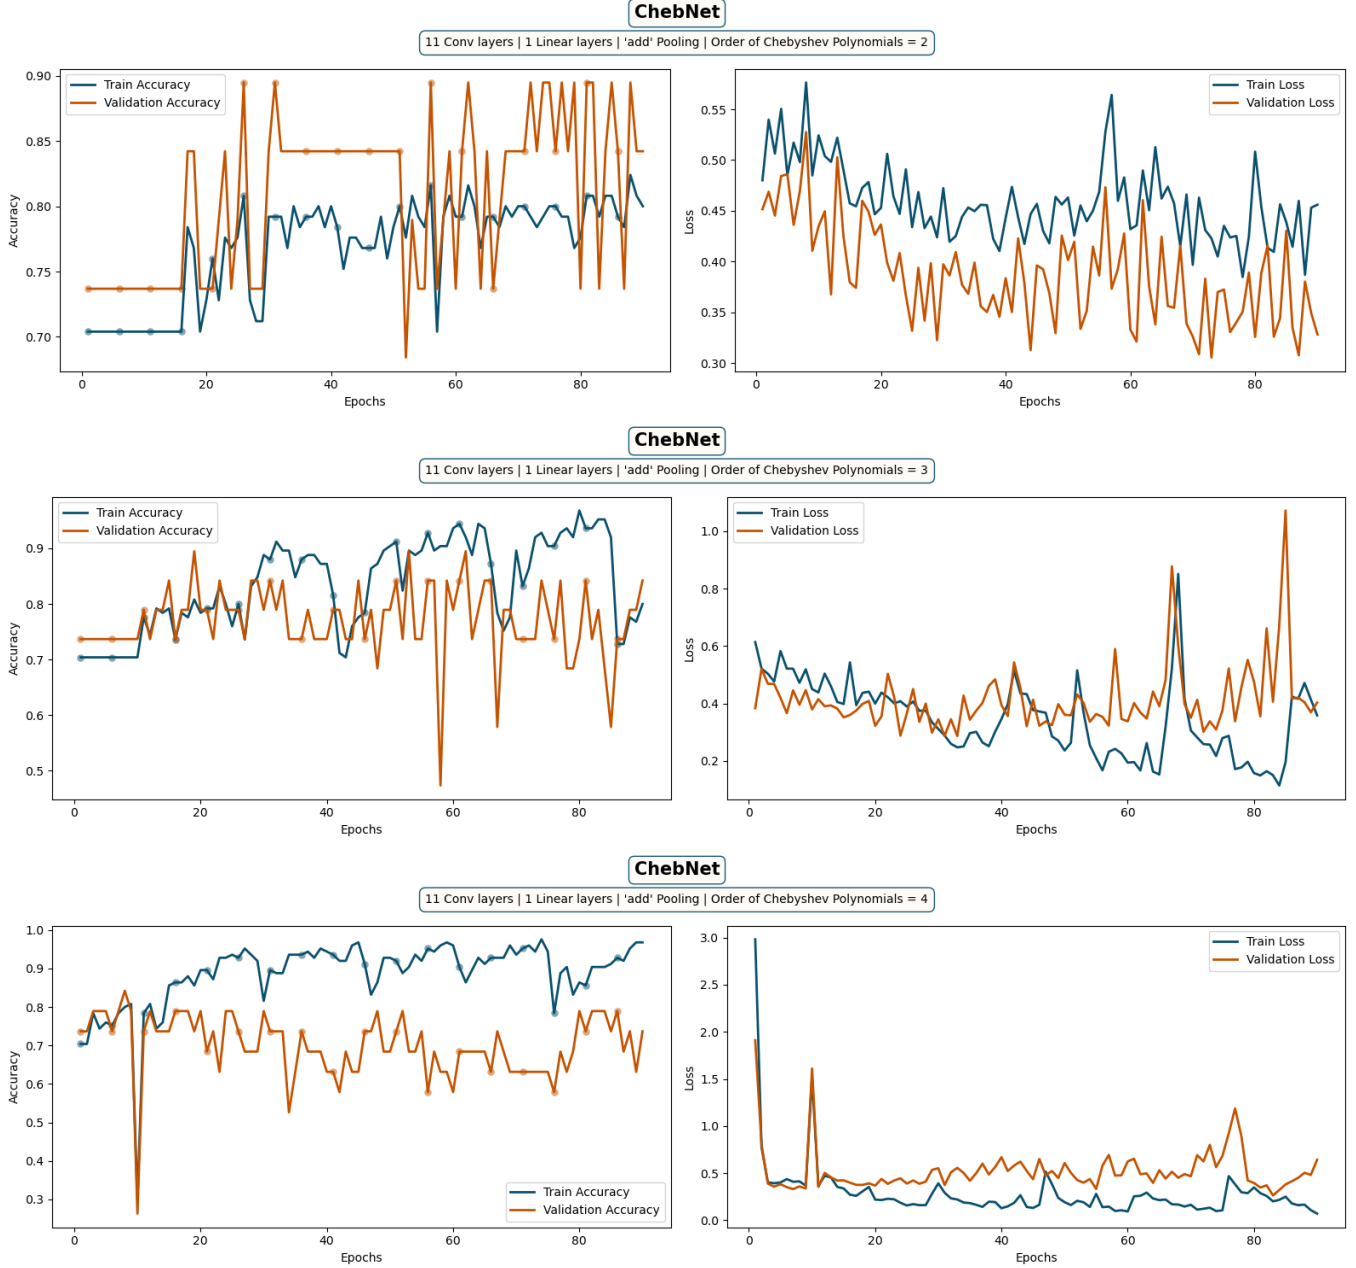 ChebNet
11 Conv layers | 1 Linear layers | 'add' Pooling | Order of Chebyshev Polynomials = 2
Train Accuracy
Validation Accuracy
0.90
0.85
0.80
0.75
0.70
Accuracy
0 20 40 60 80
Epochs
Train Loss
Validation Loss
0.55
0.50
0.45
0.40
0.35
0.30
Loss
0 20 40 60 80
Epochs
ChebNet
11 Conv layers | 1 Linear layers | 'add' Pooling | Order of Chebyshev Polynomials = 3
Train Accuracy
Validation Accuracy
0.9
0.8
0.7
0.6
0.5
Accuracy
0 20 40 60 80
Epochs
Train Loss
Validation Loss
1.0
0.8
0.6
0.4
0.2
Loss
0 20 40 60 80
Epochs
ChebNet
11 Conv layers | 1 Linear layers | 'add' Pooling | Order of Chebyshev Polynomials = 4
1.0
0.9
0.8
0.7
0.6
0.5
0.4
0.3
Accuracy
Train Accuracy
Validation Accuracy
0 20 40 60 80
Epochs
Train Loss
Validation Loss
3.0
2.5
2.0
1.5
1.0
0.5
0.0
Loss
0 20 40 60 80
Epochs